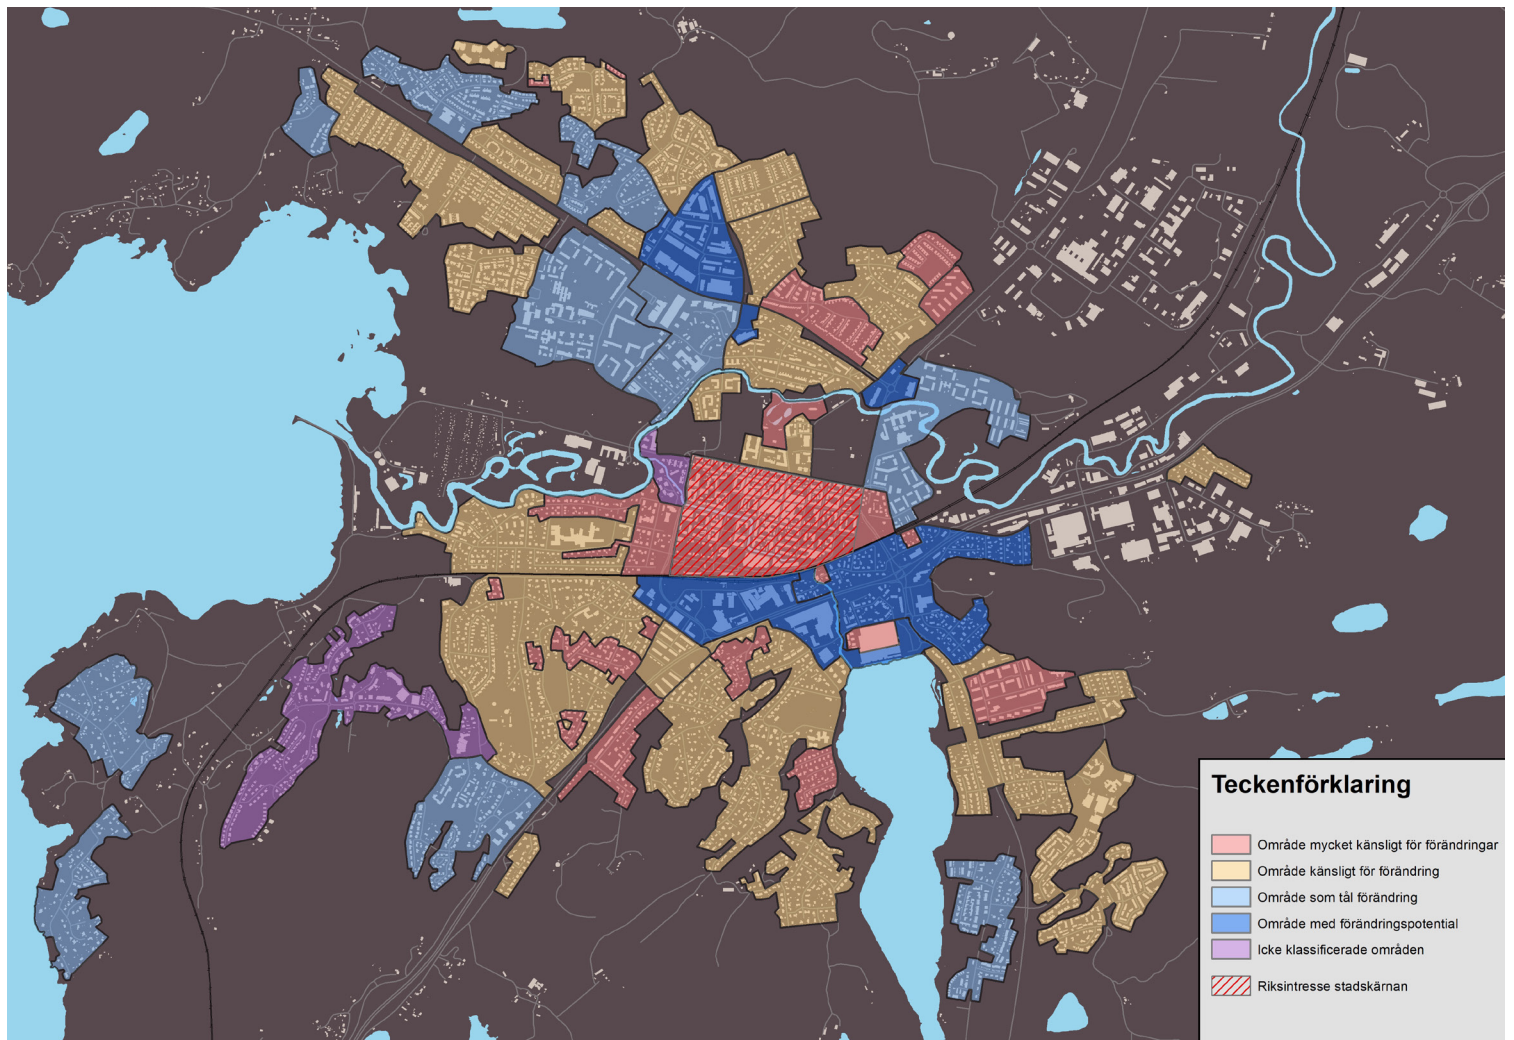 Teckenförklaring
Område mycket känsligt för förändringar
Område känsligt för förändring
Område som tål förändring
Område med förändringspotential
Icke klassificerade områden
Riksintresse stadskärnan